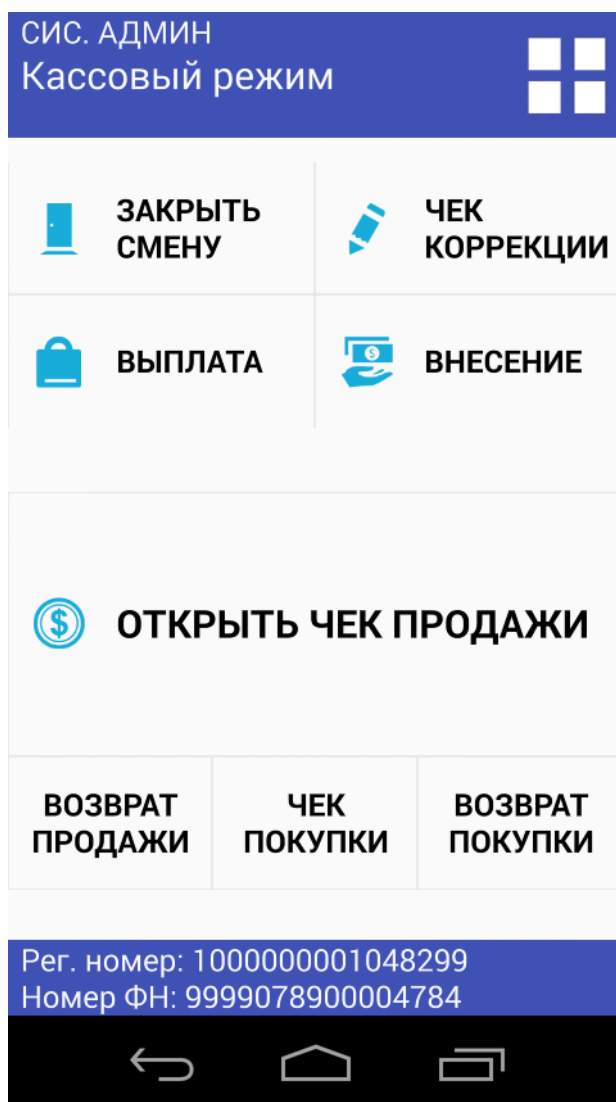 СИС. АДМИН
Кассовый режим
ЗАКРЫТЬ
СМЕНУ
ЧЕК
КОРРЕКЦИИ
ВЫПЛАТА
ВНЕСЕНИЕ
ОТКРЫТЬ ЧЕК ПРОДАЖИ
ВОЗВРАТ
ПРОДАЖИ
ЧЕК
ПОКУПКИ
ВОЗВРАТ
ПОКУПКИ
Рег. номер: 1000000001048299
Номер ФН: 9999078900004784